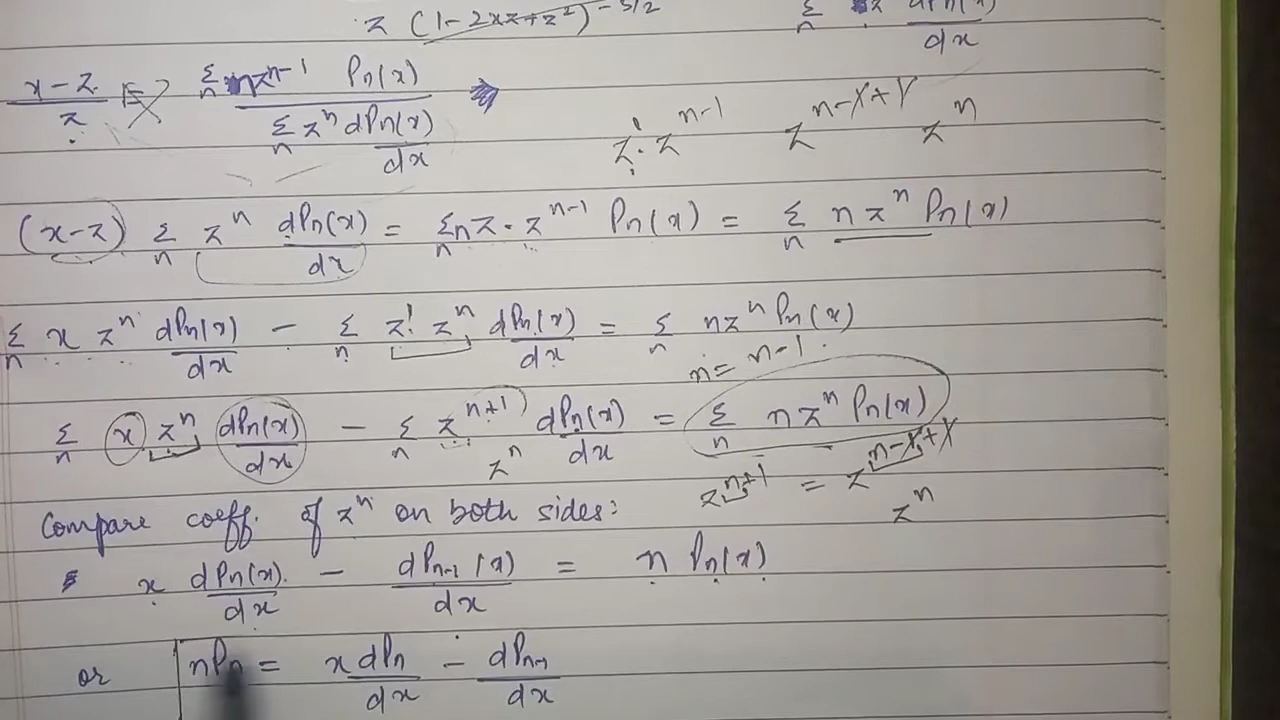 z (1-2xz+z²)^-3/2 Σ_n z dPn(x)/dx
(x-z)/z = Σ_n nz^(n-1) Pn(x) / Σ_n z^n dPn(x)/dx ⇒
z¹·z^(n-1) z^(n-1+1) z^n
(x-z) Σ_n z^n dPn(x)/dx = Σ_n nz·z^(n-1) Pn(x) = Σ_n nz^n Pn(x)
Σ_n x z^n dPn(x)/dx - Σ_n z¹ z^n dPn(x)/dx = Σ_n nz^n Pn(x)
n = n-1
Σ_n x z^n dPn(x)/dx - Σ_n z^(n+1) dPn(x)/dx = Σ_n nz^n Pn(x)
z^n z^(n+1) = z^(n-1+1)
z^n
Compare coeff. of z^n on both sides:
x dPn(x)/dx - dPn-1(x)/dx = n Pn(x)
or nPn = x dPn/dx - dPn-1/dx